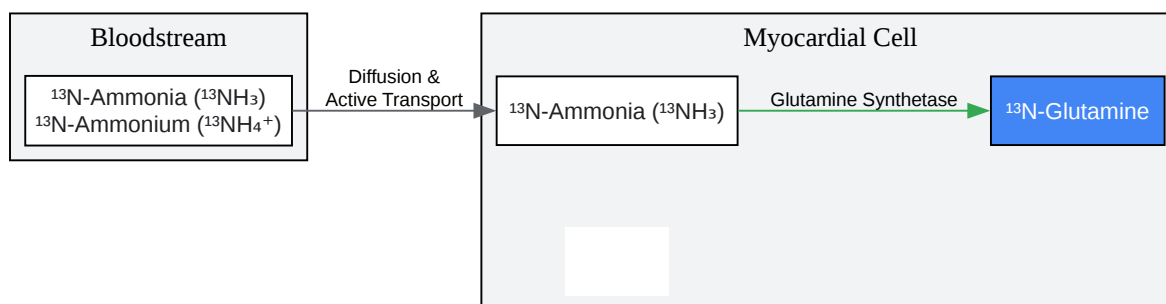 Bloodstream
¹³N-Ammonia (¹³NH₃)
¹³N-Ammonium (¹³NH₄⁺)
Diffusion &
Active Transport
Myocardial Cell
¹³N-Ammonia (¹³NH₃)
Glutamine Synthetase
¹³N-Glutamine